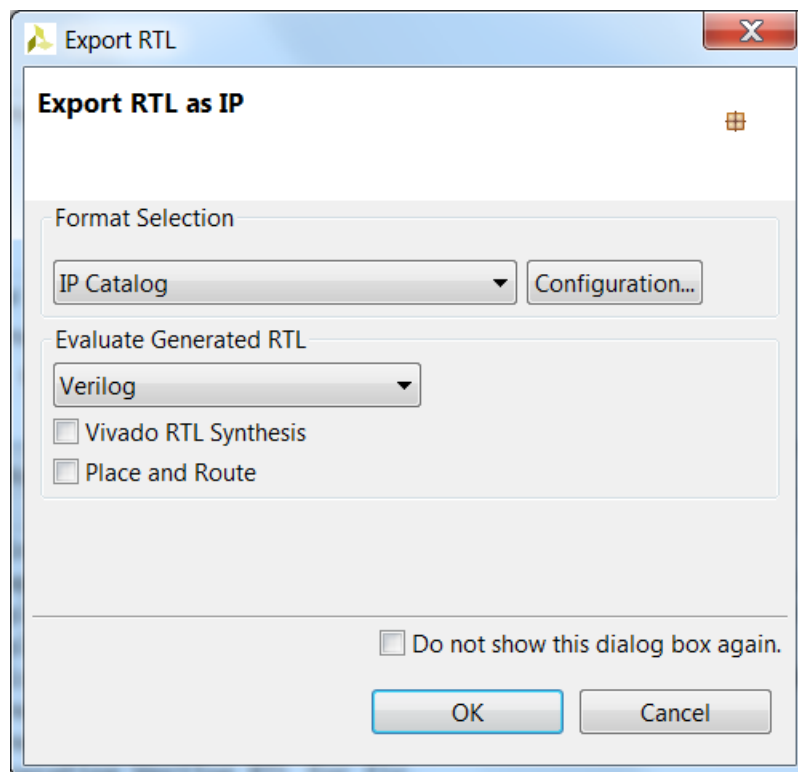 Export RTL
Export RTL as IP
Format Selection
IP Catalog
Configuration...
Evaluate Generated RTL
Verilog
Vivado RTL Synthesis
Place and Route
Do not show this dialog box again.
OK
Cancel